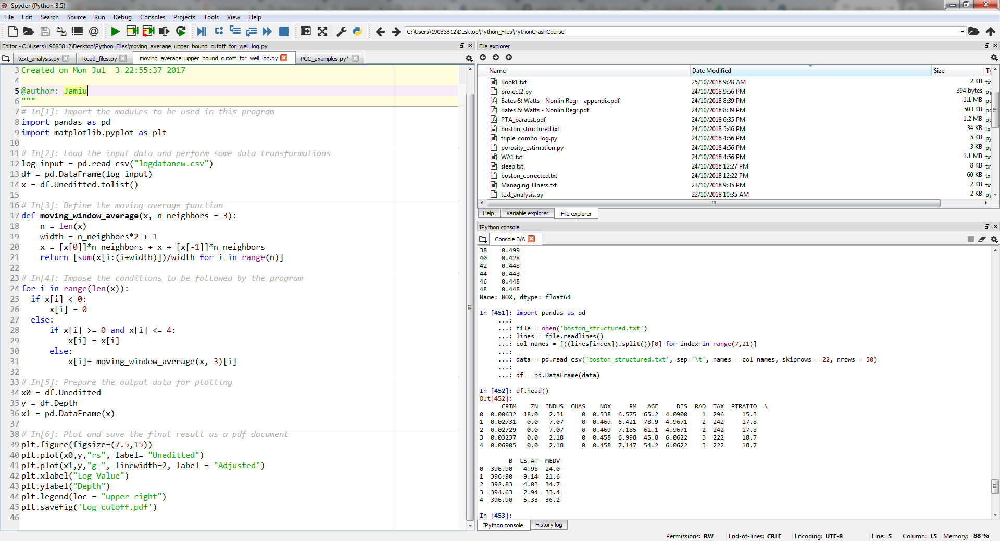 Spyder (Python 3.5)
File Edit Search Source Run Debug Consoles Projects Tools View Help
C:\Users\19083812\Desktop\Python_Files\PythonCrashCourse
Editor - C:\Users\19083812\Desktop\Python_Files\moving_average_upper_bound_cutoff_for_well_log.py
text_analysis.py Read_files.py moving_average_upper_bound_cutoff_for_well_log.py PCC_examples.py*
3 Created on Mon Jul  3 22:55:37 2017
4
5 @author: Jamiu
6 """
7 # In[1]: Import the modules to be used in this program
8 import pandas as pd
9 import matplotlib.pyplot as plt
10
11 # In[2]: Load the input data and perform some data transformations
12 log_input = pd.read_csv("logdatanew.csv")
13 df = pd.DataFrame(log_input)
14 x = df.Uneditted.tolist()
15
16 # In[3]: Define the moving average function
17 def moving_window_average(x, n_neighbors = 3):
18     n = len(x)
19     width = n_neighbors*2 + 1
20     x = [x[0]]*n_neighbors + x + [x[-1]]*n_neighbors
21     return [sum(x[i:(i+width)])/width for i in range(n)]
22
23 # In[4]: Impose the conditions to be followed by the program
24 for i in range(len(x)):
25   if x[i] < 0:
26       x[i] = 0
27   else:
28       if x[i] >= 0 and x[i] <= 4:
29           x[i] = x[i]
30       else:
31           x[i]= moving_window_average(x, 3)[i]
32
33 # In[5]: Prepare the output data for plotting
34 x0 = df.Uneditted
35 y = df.Depth
36 x1 = pd.DataFrame(x)
37
38 # In[6]: Plot and save the final result as a pdf document
39 plt.figure(figsize=(7.5,15))
40 plt.plot(x0,y,"rs", label= "Uneditted")
41 plt.plot(x1,y,"g-", linewidth=2, label = "Adjusted")
42 plt.xlabel("Log Value")
43 plt.ylabel("Depth")
44 plt.legend(loc = "upper right")
45 plt.savefig('Log_cutoff.pdf')
46
File explorer
Name Date Modified Size Ty
Book1.txt 25/10/2018 9:28 AM 2 KB tx
project2.py 24/10/2018 9:56 PM 394 bytes py
Bates & Watts - Nonlin Regr - appendix.pdf 24/10/2018 8:39 PM 1.1 MB pc
Bates & Watts - Nonlin Regr.pdf 24/10/2018 8:39 PM 503 KB pc
PTA_paraest.pdf 24/10/2018 6:35 PM 1.2 MB pc
boston_structured.txt 24/10/2018 5:46 PM 34 KB tx
triple_combo_log.py 24/10/2018 4:56 PM 5 KB py
porosity_estimation.py 24/10/2018 4:56 PM 3 KB py
WA1.txt 24/10/2018 4:56 PM 1.1 MB tx
sleep.txt 24/10/2018 12:27 PM 8 KB tx
boston_corrected.txt 24/10/2018 12:22 PM 60 KB tx
Managing_Illness.txt 23/10/2018 9:35 PM 2 KB tx
text_analysis.py 22/10/2018 10:35 AM 2 KB py
Help Variable explorer File explorer
IPython console
Console 3/A
38    0.499
40    0.428
42    0.448
44    0.448
46    0.448
48    0.448
Name: NOX, dtype: float64
In [451]: import pandas as pd
...:
...: file = open('boston_structured.txt')
...: lines = file.readlines()
...: col_names = [((lines[index]).split())[0] for index in range(7,21)]
...:
...: data = pd.read_csv('boston_structured.txt', sep='\t', names = col_names, skiprows = 22, nrows = 50)
...:
...: df = pd.DataFrame(data)
In [452]: df.head()
Out[452]:
CRIM ZN INDUS CHAS NOX RM AGE DIS RAD TAX PTRATIO \
0 0.00632 18.0 2.31 0 0.538 6.575 65.2 4.0900 1 296 15.3
1 0.02731 0.0 7.07 0 0.469 6.421 78.9 4.9671 2 242 17.8
2 0.02729 0.0 7.07 0 0.469 7.185 61.1 4.9671 2 242 17.8
3 0.03237 0.0 2.18 0 0.458 6.998 45.8 6.0622 3 222 18.7
4 0.06905 0.0 2.18 0 0.458 7.147 54.2 6.0622 3 222 18.7
B LSTAT MEDV
0 396.90 4.98 24.0
1 396.90 9.14 21.6
2 392.83 4.03 34.7
3 394.63 2.94 33.4
4 396.90 5.33 36.2
In [453]:
IPython console History log
Permissions: RW End-of-lines: CRLF Encoding: UTF-8 Line: 5 Column: 15 Memory: 88 %